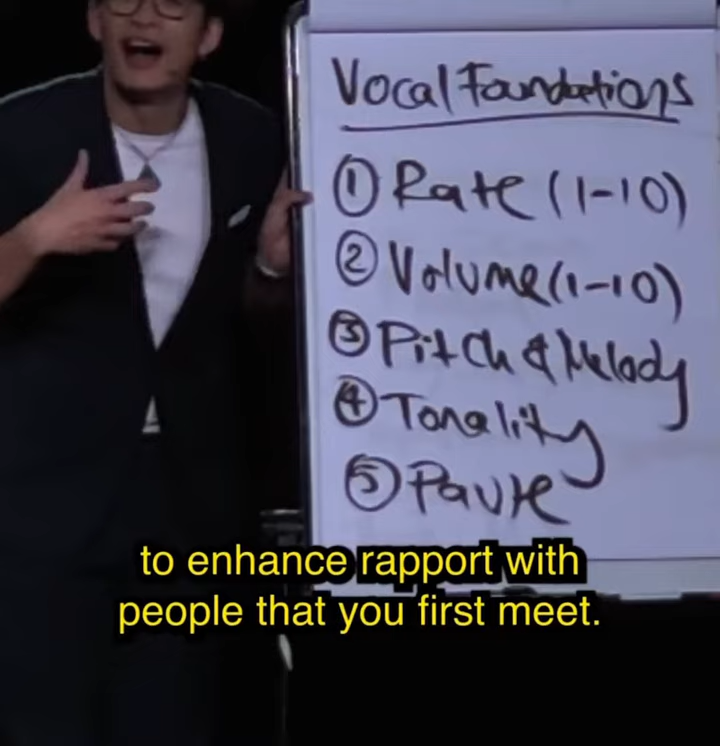 Vocal Foundations
① Rate (1-10)
② Volume (1-10)
③ Pitch & Melody
④ Tonality
⑤ Pause
to enhance rapport with
people that you first meet.